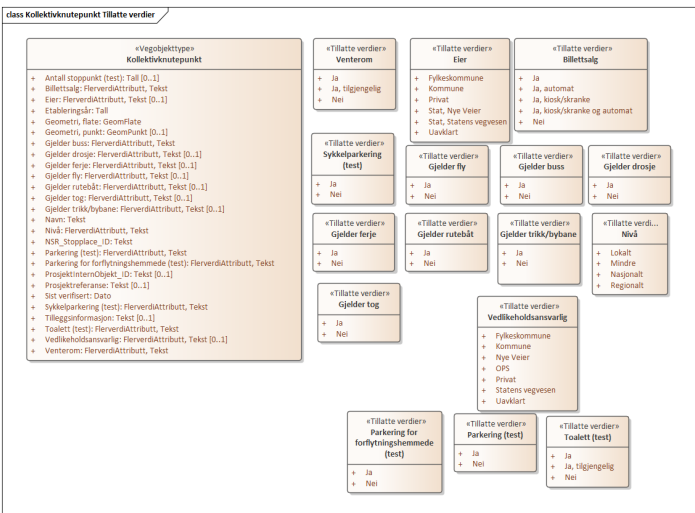 class Kollektivknutepunkt Tillatte verdier
«Vegobjekttype»
Kollektivknutepunkt
+ Antall stoppunkt (test): Tall [0..1]
+ Billettsalg: FlerverdiAttributt, Tekst
+ Eier: FlerverdiAttributt, Tekst [0..1]
+ Etableringsår: Tall
+ Geometri, flate: GeomFlate
+ Geometri, punkt: GeomPunkt [0..1]
+ Gjelder buss: FlerverdiAttributt, Tekst
+ Gjelder drosje: FlerverdiAttributt, Tekst [0..1]
+ Gjelder ferje: FlerverdiAttributt, Tekst [0..1]
+ Gjelder fly: FlerverdiAttributt, Tekst [0..1]
+ Gjelder rutebåt: FlerverdiAttributt, Tekst [0..1]
+ Gjelder tog: FlerverdiAttributt, Tekst [0..1]
+ Gjelder trikk/bybane: FlerverdiAttributt, Tekst [0..1]
+ Navn: Tekst
+ Nivå: FlerverdiAttributt, Tekst
+ NSR_Stopplace_ID: Tekst
+ Parkering (test): FlerverdiAttributt, Tekst
+ Parkering for forflytningshemmede (test): FlerverdiAttributt, Tekst
+ ProsjektInternObjekt_ID: Tekst [0..1]
+ Prosjektreferanse: Tekst [0..1]
+ Sist verifisert: Dato
+ Sykkelparkering (test): FlerverdiAttributt, Tekst
+ Tilleggsinformasjon: Tekst [0..1]
+ Toalett (test): FlerverdiAttributt, Tekst
+ Vedlikeholdsansvarlig: FlerverdiAttributt, Tekst [0..1]
+ Venterom: FlerverdiAttributt, Tekst
«Tillatte verdier»
Venterom
+ Ja
+ Ja, tilgjengelig
+ Nei
«Tillatte verdier»
Eier
+ Fylkeskommune
+ Kommune
+ Privat
+ Stat, Nye Veier
+ Stat, Statens vegvesen
+ Uavklart
«Tillatte verdier»
Billettsalg
+ Ja
+ Ja, automat
+ Ja, kiosk/skranke
+ Ja, kiosk/skranke og automat
+ Nei
«Tillatte verdier»
Sykkelparkering
(test)
+ Ja
+ Nei
«Tillatte verdier»
Gjelder fly
+ Ja
+ Nei
«Tillatte verdier»
Gjelder buss
+ Ja
+ Nei
«Tillatte verdier»
Gjelder drosje
+ Ja
+ Nei
«Tillatte verdier»
Gjelder ferje
+ Ja
+ Nei
«Tillatte verdier»
Gjelder rutebåt
+ Ja
+ Nei
«Tillatte verdier»
Gjelder trikk/bybane
+ Ja
+ Nei
«Tillatte verdi...
Nivå
+ Lokalt
+ Mindre
+ Nasjonalt
+ Regionalt
«Tillatte verdier»
Gjelder tog
+ Ja
+ Nei
«Tillatte verdier»
Vedlikeholdsansvarlig
+ Fylkeskommune
+ Kommune
+ Nye Veier
+ OPS
+ Privat
+ Statens vegvesen
+ Uavklart
«Tillatte verdier»
Parkering for
forflytningshemmede
(test)
+ Ja
+ Nei
«Tillatte verdier»
Parkering (test)
+ Ja
+ Nei
«Tillatte verdier»
Toalett (test)
+ Ja
+ Ja, tilgjengelig
+ Nei